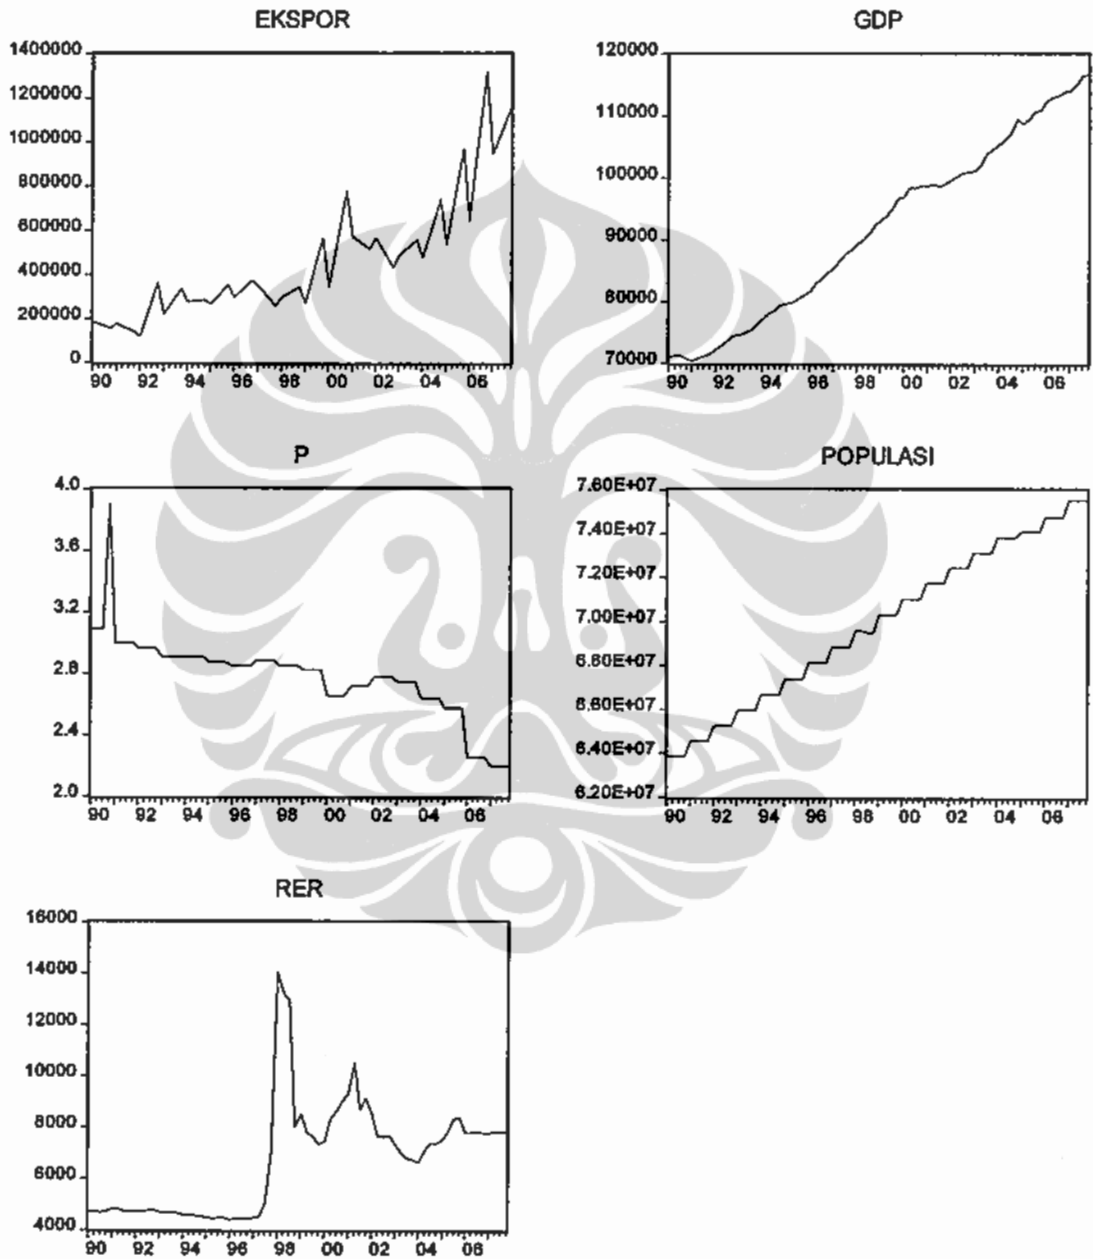 EKSPOR
1400000
1200000
1000000
800000
600000
400000
200000
0
90 92 94 96 98 00 02 04 06
GDP
120000
110000
100000
90000
80000
70000
90 92 94 96 98 00 02 04 06
P
4.0
3.6
3.2
2.8
2.4
2.0
90 92 94 96 98 00 02 04 06
POPULASI
7.60E+07
7.40E+07
7.20E+07
7.00E+07
6.80E+07
6.60E+07
6.40E+07
6.20E+07
90 92 94 96 98 00 02 04 06
RER
16000
14000
12000
10000
8000
6000
4000
90 92 94 96 98 00 02 04 06